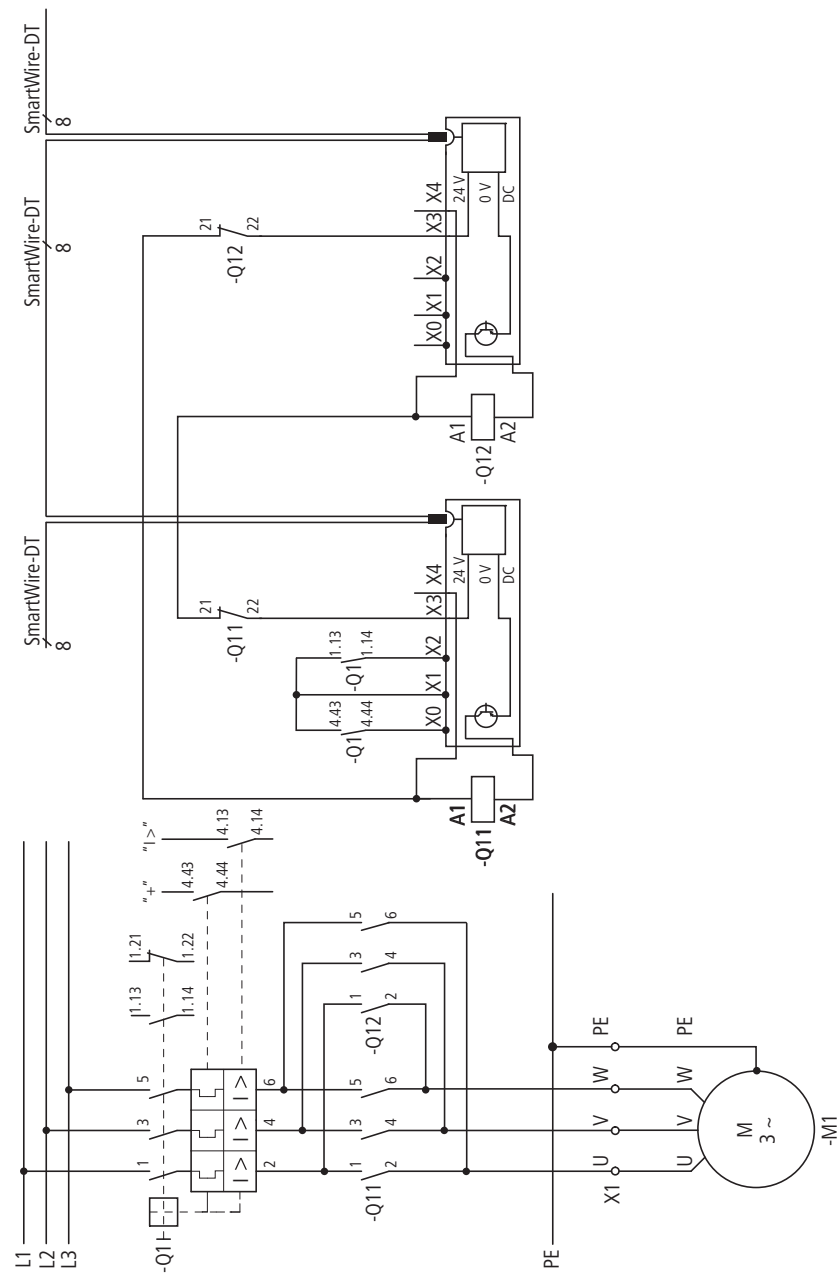 L1
L2
L3
-Q1
1
3
5
1.13
1.14
1.21
1.22
"+"
4.43
4.44
"I >"
4.13
4.14
I >
I >
I >
2
4
6
-Q11
1
2
3
4
5
6
-Q12
1
2
3
4
5
6
PE
X1
U
V
W
PE
U
V
W
PE
M
3 ~
-M1
SmartWire-DT
8
SmartWire-DT
8
SmartWire-DT
8
-Q11
21
22
-Q1
4.43
4.44
-Q1
1.13
1.14
X0
X1
X2
X3
X4
24 V
0 V
DC
A1
A2
-Q11
-Q12
21
22
X0
X1
X2
X3
X4
24 V
0 V
DC
A1
A2
-Q12